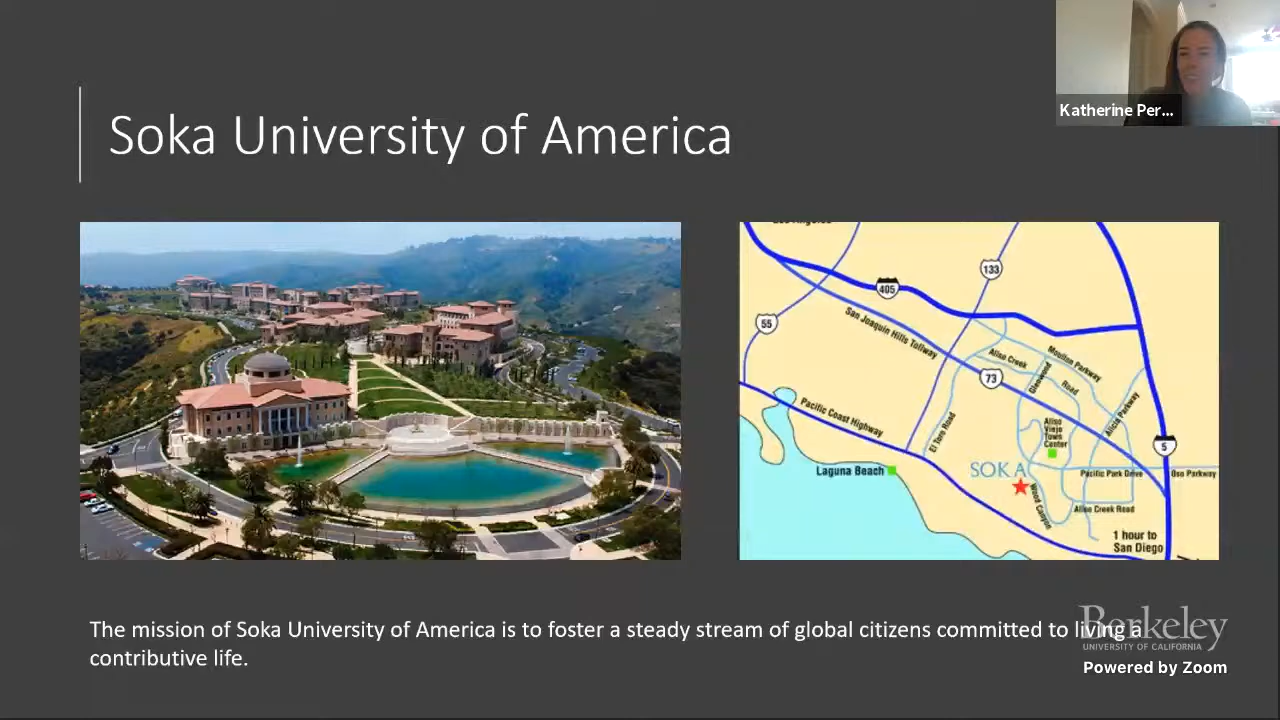 Katherine Per...
Soka University of America
133
405
55
San Joaquin Hills Tollway
Moulton Parkway
Aliso Creek
Road
Glenwood
73
Pacific Coast Highway
El Toro Road
Alicia Parkway
Aliso
Viejo
Town
Center
5
SOKA
Laguna Beach
Pacific Park Drive
Oso Parkway
Wood Canyon
Aliso Creek Road
1 hour to
San Diego
The mission of Soka University of America is to foster a steady stream of global citizens committed to living a
contributive life.
Berkeley
UNIVERSITY OF CALIFORNIA
Powered by Zoom